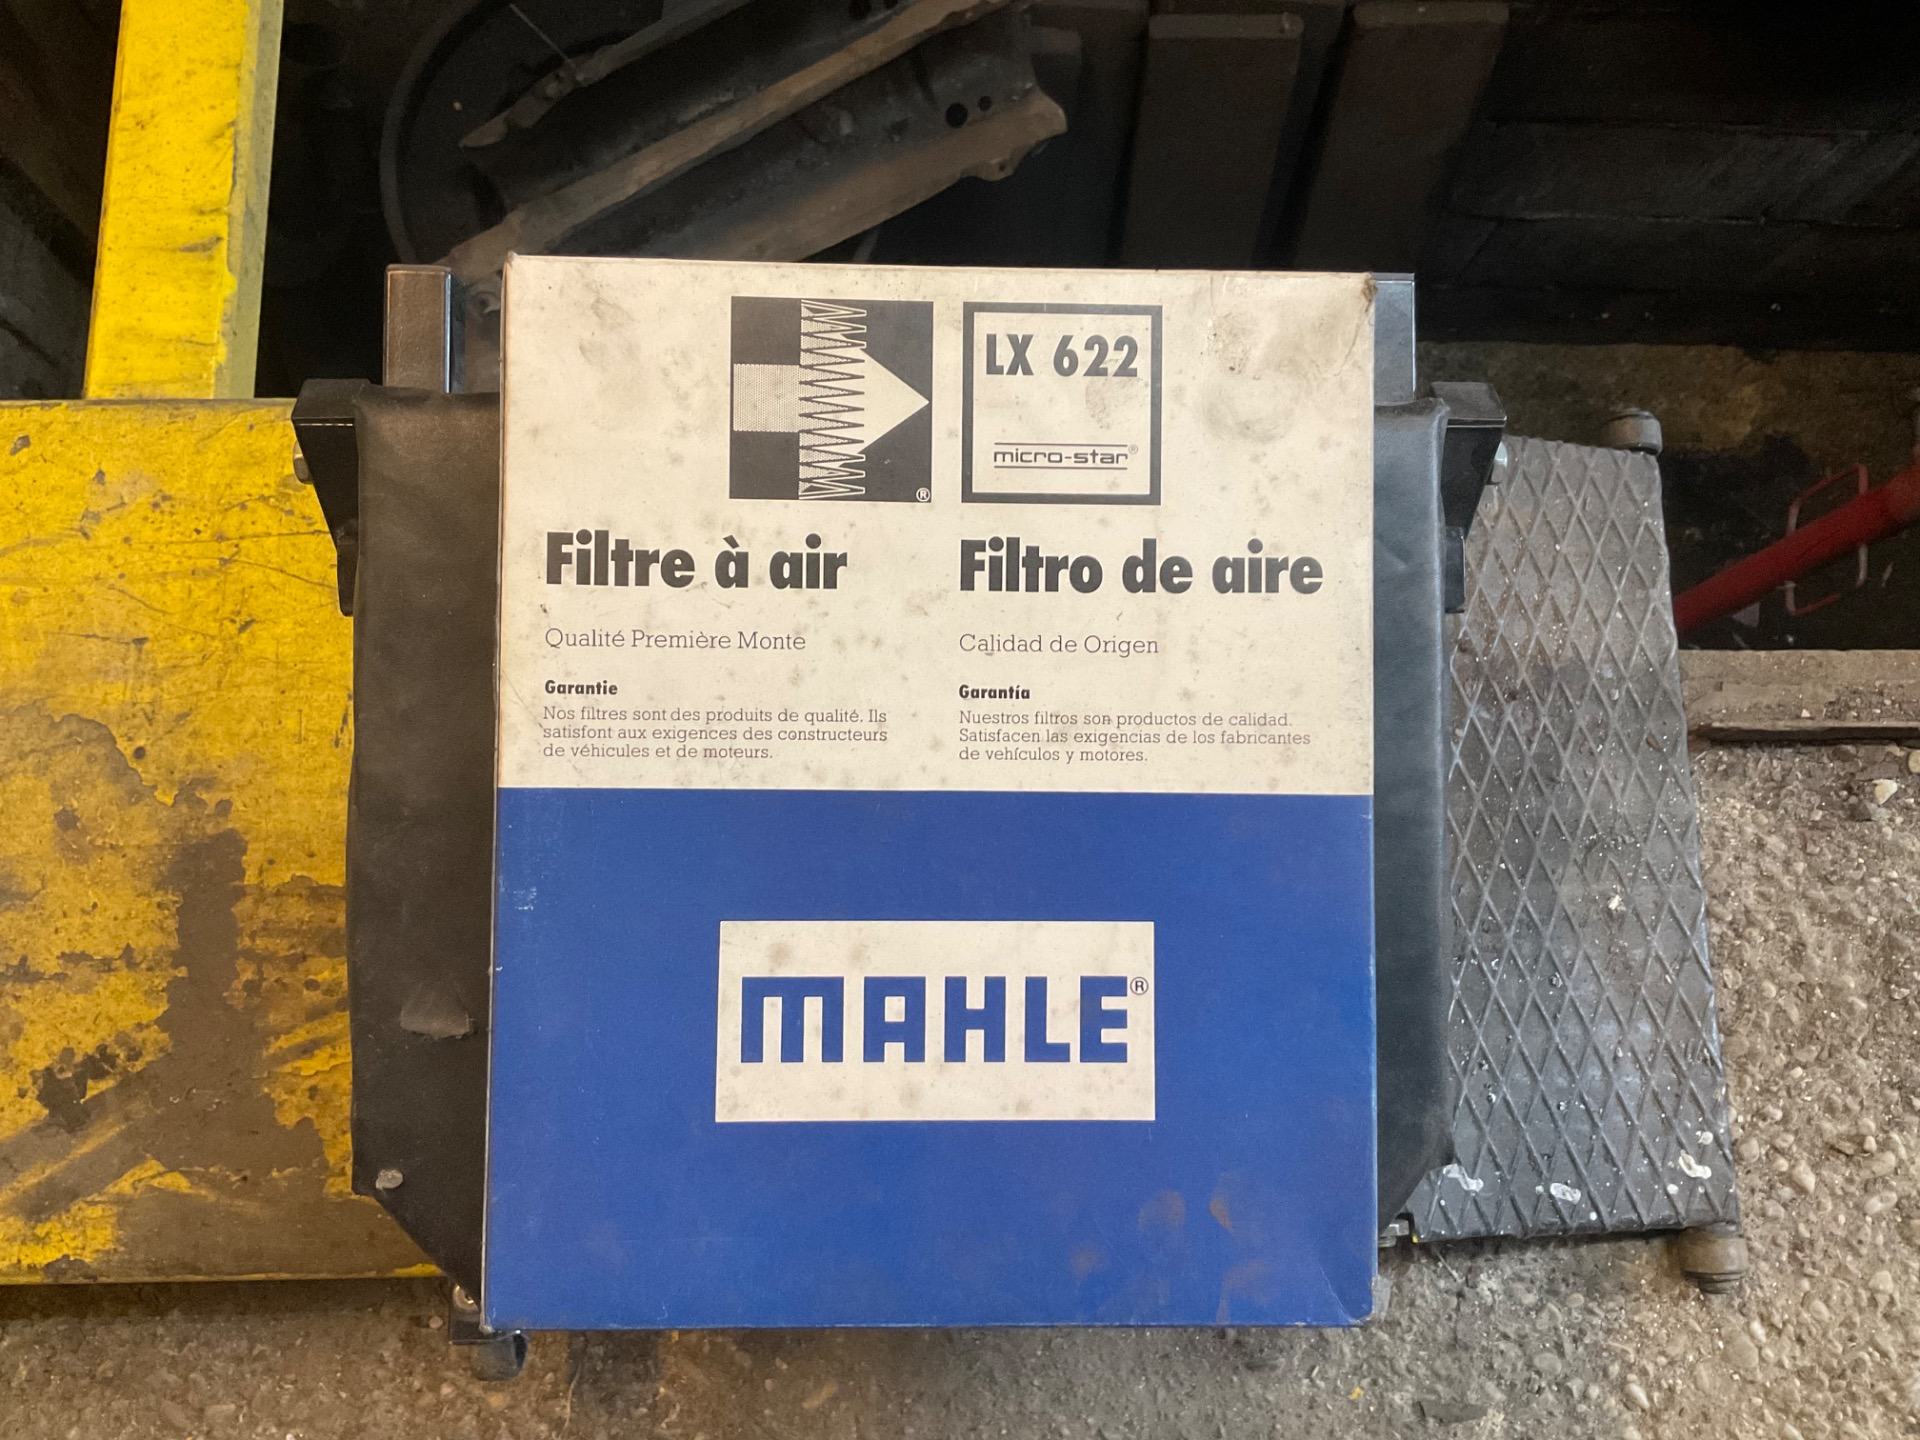 LX 622
micro-star®
®
Filtre à air
Qualité Première Monte
Garantie
Nos filtres sont des produits de qualité. Ils
satisfont aux exigences des constructeurs
de véhicules et de moteurs.
Filtro de aire
Calidad de Origen
Garantía
Nuestros filtros son productos de calidad.
Satisfacen las exigencias de los fabricantes
de vehículos y motores.
MAHLE®